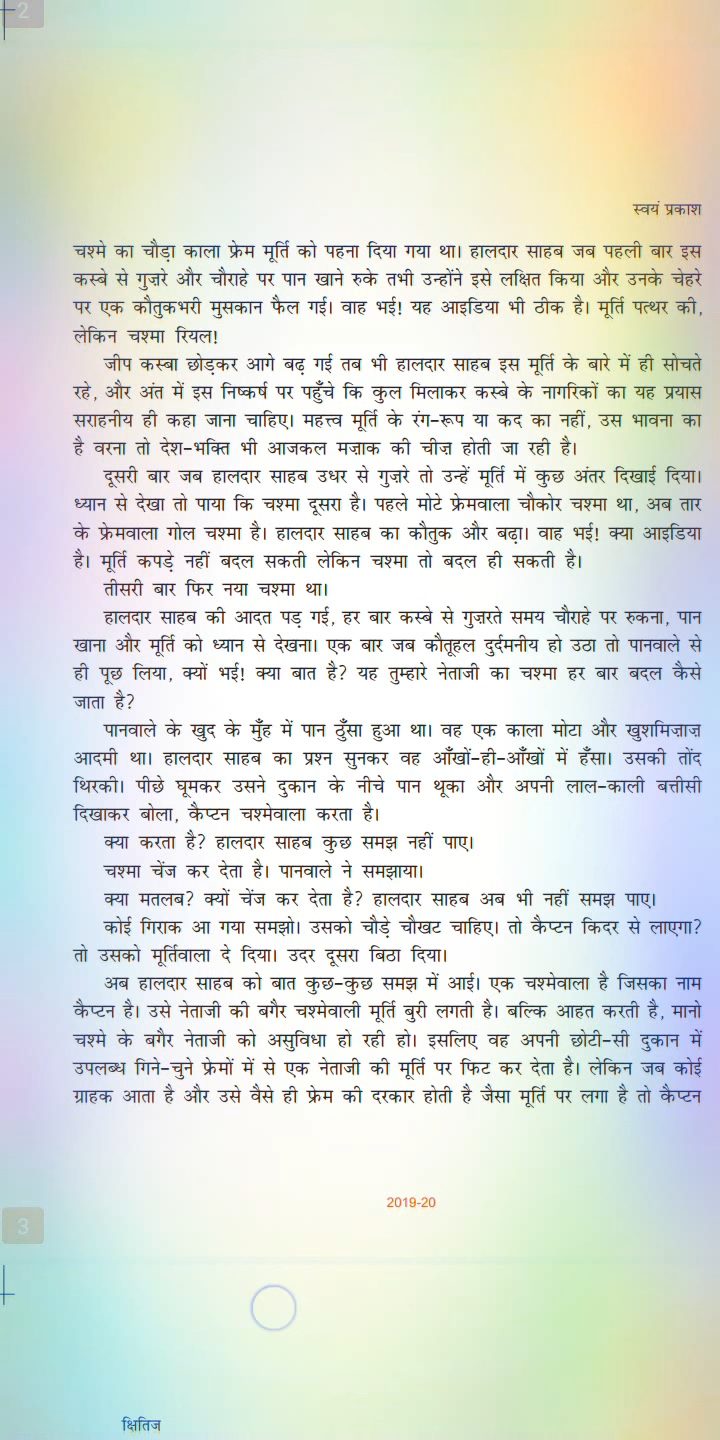 2
स्वयं प्रकाश
चश्मे का चौड़ा काला फ्रेम मूर्ति को पहना दिया गया था। हालदार साहब जब पहली बार इस
कस्बे से गुज़रे और चौराहे पर पान खाने रुके तभी उन्होंने इसे लक्षित किया और उनके चेहरे
पर एक कौतुकभरी मुसकान फैल गई। वाह भई! यह आइडिया भी ठीक है। मूर्ति पत्थर की,
लेकिन चश्मा रियल!
जीप कस्बा छोड़कर आगे बढ़ गई तब भी हालदार साहब इस मूर्ति के बारे में ही सोचते
रहे, और अंत में इस निष्कर्ष पर पहुँचे कि कुल मिलाकर कस्बे के नागरिकों का यह प्रयास
सराहनीय ही कहा जाना चाहिए। महत्त्व मूर्ति के रंग-रूप या कद का नहीं, उस भावना का
है वरना तो देश-भक्ति भी आजकल मज़ाक की चीज़ होती जा रही है।
दूसरी बार जब हालदार साहब उधर से गुज़रे तो उन्हें मूर्ति में कुछ अंतर दिखाई दिया।
ध्यान से देखा तो पाया कि चश्मा दूसरा है। पहले मोटे फ्रेमवाला चौकोर चश्मा था, अब तार
के फ्रेमवाला गोल चश्मा है। हालदार साहब का कौतुक और बढ़ा। वाह भई! क्या आइडिया
है। मूर्ति कपड़े नहीं बदल सकती लेकिन चश्मा तो बदल ही सकती है।
तीसरी बार फिर नया चश्मा था।
हालदार साहब की आदत पड़ गई, हर बार कस्बे से गुज़रते समय चौराहे पर रुकना, पान
खाना और मूर्ति को ध्यान से देखना। एक बार जब कौतूहल दुर्दमनीय हो उठा तो पानवाले से
ही पूछ लिया, क्यों भई! क्या बात है? यह तुम्हारे नेताजी का चश्मा हर बार बदल कैसे
जाता है?
पानवाले के खुद के मुँह में पान ठुँसा हुआ था। वह एक काला मोटा और खुशमिज़ाज़
आदमी था। हालदार साहब का प्रश्न सुनकर वह आँखों-ही-आँखों में हँसा। उसकी तोंद
थिरकी। पीछे घूमकर उसने दुकान के नीचे पान थूका और अपनी लाल-काली बत्तीसी
दिखाकर बोला, कैप्टन चश्मेवाला करता है।
क्या करता है? हालदार साहब कुछ समझ नहीं पाए।
चश्मा चेंज कर देता है। पानवाले ने समझाया।
क्या मतलब? क्यों चेंज कर देता है? हालदार साहब अब भी नहीं समझ पाए।
कोई गिराक आ गया समझो। उसको चौड़े चौखट चाहिए। तो कैप्टन किदर से लाएगा?
तो उसको मूर्तिवाला दे दिया। उदर दूसरा बिठा दिया।
अब हालदार साहब को बात कुछ-कुछ समझ में आई। एक चश्मेवाला है जिसका नाम
कैप्टन है। उसे नेताजी की बगैर चश्मेवाली मूर्ति बुरी लगती है। बल्कि आहत करती है, मानो
चश्मे के बगैर नेताजी को असुविधा हो रही हो। इसलिए वह अपनी छोटी-सी दुकान में
उपलब्ध गिने-चुने फ्रेमों में से एक नेताजी की मूर्ति पर फिट कर देता है। लेकिन जब कोई
ग्राहक आता है और उसे वैसे ही फ्रेम की दरकार होती है जैसा मूर्ति पर लगा है तो कैप्टन
2019-20
3
क्षितिज